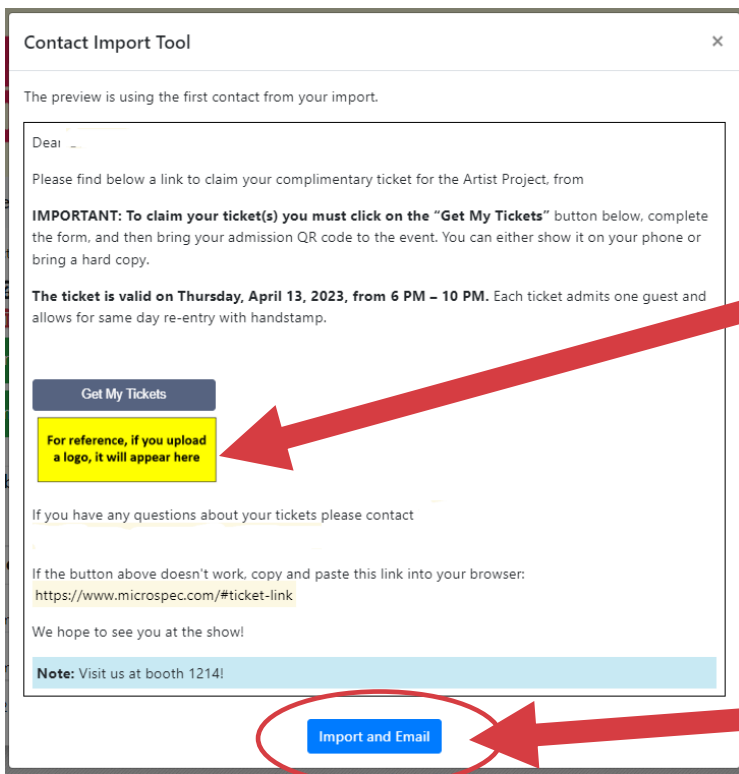 Contact Import Tool ×
The preview is using the first contact from your import.
Dear
Please find below a link to claim your complimentary ticket for the Artist Project, from
IMPORTANT: To claim your ticket(s) you must click on the “Get My Tickets” button below, complete
the form, and then bring your admission QR code to the event. You can either show it on your phone or
bring a hard copy.
The ticket is valid on Thursday, April 13, 2023, from 6 PM – 10 PM. Each ticket admits one guest and
allows for same day re-entry with handstamp.
Get My Tickets
For reference, if you upload
a logo, it will appear here
If you have any questions about your tickets please contact
If the button above doesn't work, copy and paste this link into your browser:
https://www.microspec.com/#ticket-link
We hope to see you at the show!
Note: Visit us at booth 1214!
Import and Email